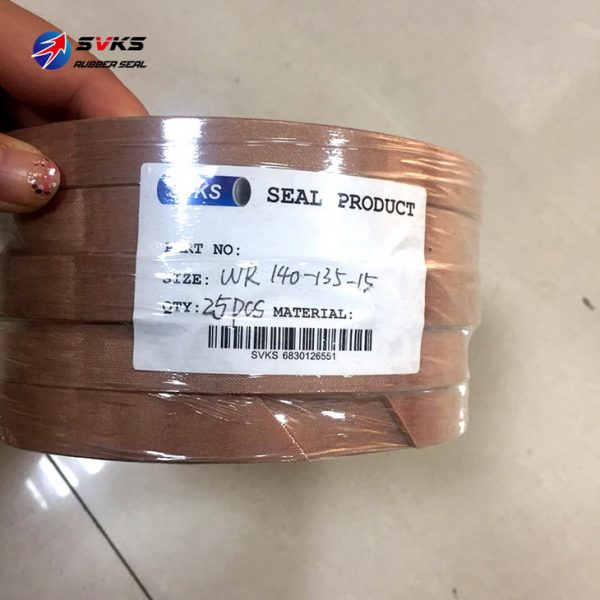 SVKS
RUBBER SEAL
SVKS SEAL PRODUCT
PART NO:
SIZE: WR 140-135-15
QTY: 25PCS MATERIAL:
SVKS 6830126551